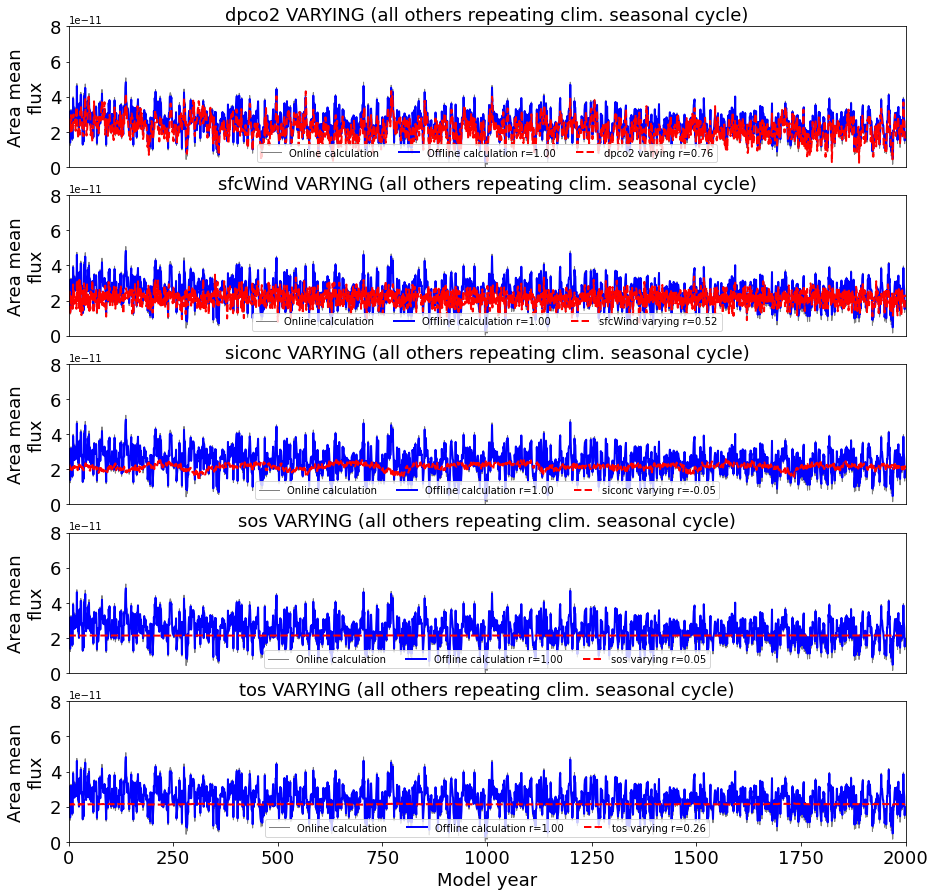 dpco2 VARYING (all others repeating clim. seasonal cycle)
1e−11
8
6
4
2
0
Area mean
flux
Online calculation
Offline calculation r=1.00
dpco2 varying r=0.76
sfcWind VARYING (all others repeating clim. seasonal cycle)
1e−11
8
6
4
2
0
Area mean
flux
Online calculation
Offline calculation r=1.00
sfcWind varying r=0.52
siconc VARYING (all others repeating clim. seasonal cycle)
1e−11
8
6
4
2
0
Area mean
flux
Online calculation
Offline calculation r=1.00
siconc varying r=-0.05
sos VARYING (all others repeating clim. seasonal cycle)
1e−11
8
6
4
2
0
Area mean
flux
Online calculation
Offline calculation r=1.00
sos varying r=0.05
tos VARYING (all others repeating clim. seasonal cycle)
1e−11
8
6
4
2
0
Area mean
flux
Online calculation
Offline calculation r=1.00
tos varying r=0.26
0 250 500 750 1000 1250 1500 1750 2000
Model year